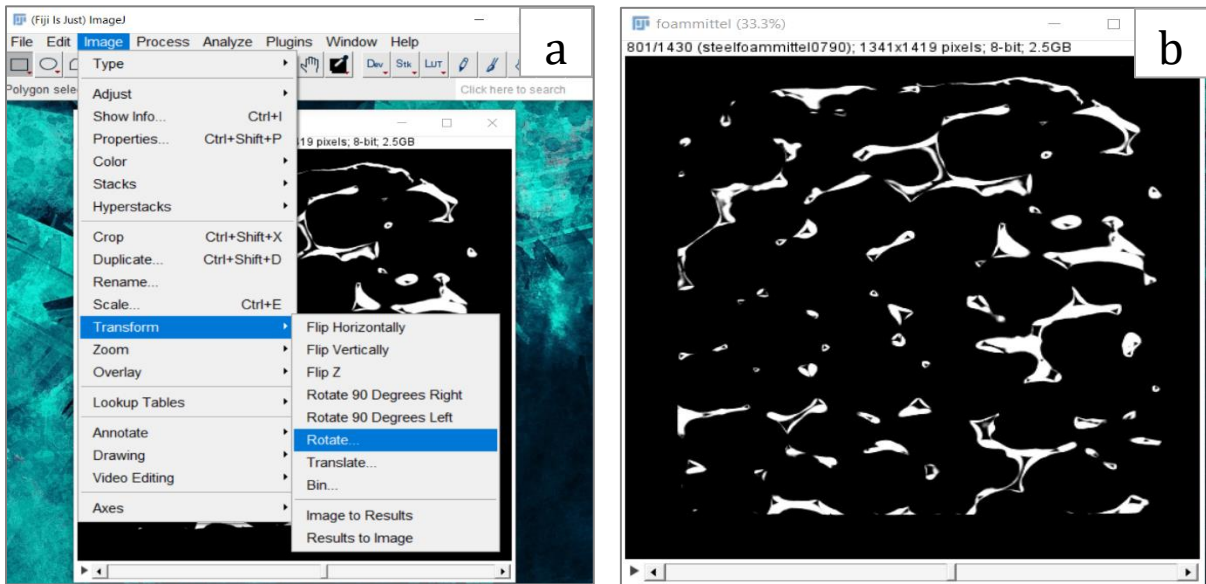 (Fiji Is Just) ImageJ
a
File Edit Image Process Analyze Plugins Window Help
Dev Stk LUT
Polygon sele
Click here to search
419 pixels; 8-bit; 2.5GB
Type
Adjust
Show Info... Ctrl+I
Properties... Ctrl+Shift+P
Color
Stacks
Hyperstacks
Crop Ctrl+Shift+X
Duplicate... Ctrl+Shift+D
Rename...
Scale... Ctrl+E
Transform
Zoom
Overlay
Lookup Tables
Annotate
Drawing
Video Editing
Axes
Flip Horizontally
Flip Vertically
Flip Z
Rotate 90 Degrees Right
Rotate 90 Degrees Left
Rotate...
Translate...
Bin...
Image to Results
Results to Image
foammittel (33.3%)
b
801/1430 (steelfoammittel0790); 1341x1419 pixels; 8-bit; 2.5GB